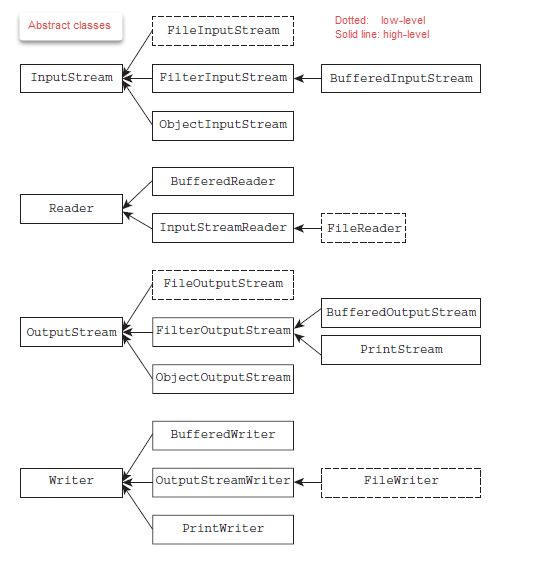 Abstract classes
FileInputStream
Dotted: low-level
Solid line: high-level
InputStream
FilterInputStream
BufferedInputStream
ObjectInputStream
BufferedReader
Reader
InputStreamReader
FileReader
FileOutputStream
BufferedOutputStream
OutputStream
FilterOutputStream
PrintStream
ObjectOutputStream
BufferedWriter
Writer
OutputStreamWriter
FileWriter
PrintWriter